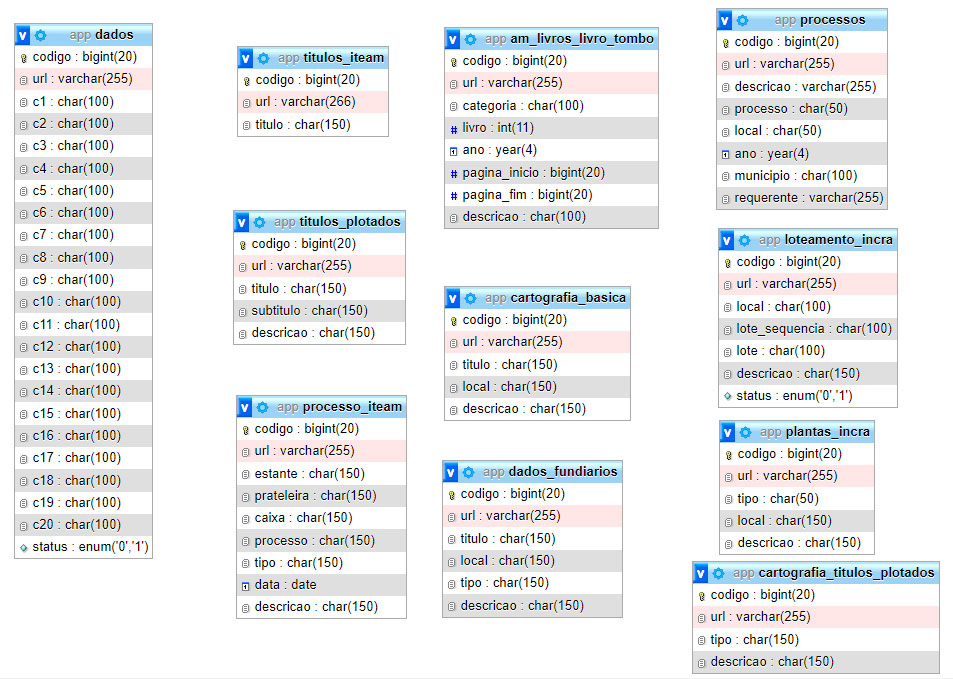 app dados
codigo : bigint(20)
url : varchar(255)
c1 : char(100)
c2 : char(100)
c3 : char(100)
c4 : char(100)
c5 : char(100)
c6 : char(100)
c7 : char(100)
c8 : char(100)
c9 : char(100)
c10 : char(100)
c11 : char(100)
c12 : char(100)
c13 : char(100)
c14 : char(100)
c15 : char(100)
c16 : char(100)
c17 : char(100)
c18 : char(100)
c19 : char(100)
c20 : char(100)
status : enum('0','1')
app titulos_iteam
codigo : bigint(20)
url : varchar(266)
titulo : char(150)
app titulos_plotados
codigo : bigint(20)
url : varchar(255)
titulo : char(150)
subtitulo : char(150)
descricao : char(150)
app processo_iteam
codigo : bigint(20)
url : varchar(255)
estante : char(150)
prateleira : char(150)
caixa : char(150)
processo : char(150)
tipo : char(150)
data : date
descricao : char(150)
app am_livros_livro_tombo
codigo : bigint(20)
url : varchar(255)
categoria : char(100)
livro : int(11)
ano : year(4)
pagina_inicio : bigint(20)
pagina_fim : bigint(20)
descricao : char(100)
app cartografia_basica
codigo : bigint(20)
url : varchar(255)
titulo : char(150)
local : char(150)
descricao : char(150)
app dados_fundiarios
codigo : bigint(20)
url : varchar(255)
titulo : char(150)
local : char(150)
tipo : char(150)
descricao : char(150)
app processos
codigo : bigint(20)
url : varchar(255)
descricao : varchar(255)
processo : char(50)
local : char(50)
ano : year(4)
municipio : char(100)
requerente : varchar(255)
app loteamento_incra
codigo : bigint(20)
url : varchar(255)
local : char(100)
lote_sequencia : char(100)
lote : char(100)
descricao : char(150)
status : enum('0','1')
app plantas_incra
codigo : bigint(20)
url : varchar(255)
tipo : char(50)
local : char(150)
descricao : char(150)
app cartografia_titulos_plotados
codigo : bigint(20)
url : varchar(255)
tipo : char(150)
descricao : char(150)